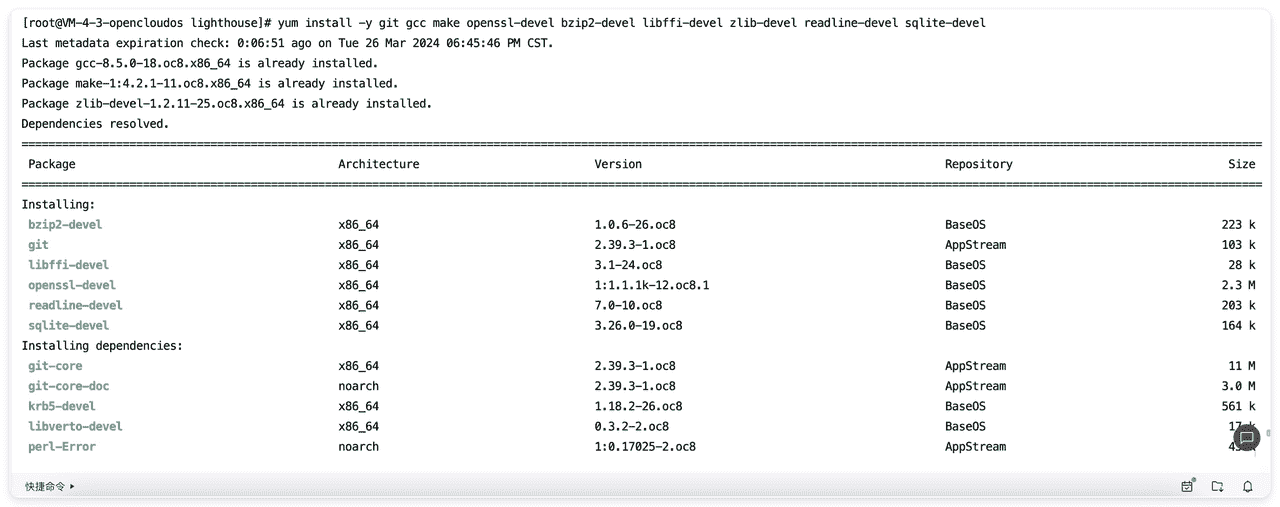 [root@VM-4-3-opencloudos lighthouse]# yum install -y git gcc make openssl-devel bzip2-devel libffi-devel zlib-devel readline-devel sqlite-devel
Last metadata expiration check: 0:06:51 ago on Tue 26 Mar 2024 06:45:46 PM CST.
Package gcc-8.5.0-18.oc8.x86_64 is already installed.
Package make-1:4.2.1-11.oc8.x86_64 is already installed.
Package zlib-devel-1.2.11-25.oc8.x86_64 is already installed.
Dependencies resolved.
Package Architecture Version Repository Size
Installing:
bzip2-devel x86_64 1.0.6-26.oc8 BaseOS 223 k
git x86_64 2.39.3-1.oc8 AppStream 103 k
libffi-devel x86_64 3.1-24.oc8 BaseOS 28 k
openssl-devel x86_64 1:1.1.1k-12.oc8.1 BaseOS 2.3 M
readline-devel x86_64 7.0-10.oc8 BaseOS 203 k
sqlite-devel x86_64 3.26.0-19.oc8 BaseOS 164 k
Installing dependencies:
git-core x86_64 2.39.3-1.oc8 AppStream 11 M
git-core-doc noarch 2.39.3-1.oc8 AppStream 3.0 M
krb5-devel x86_64 1.18.2-26.oc8 BaseOS 561 k
libverto-devel x86_64 0.3.2-2.oc8 BaseOS 17
perl-Error noarch 1:0.17025-2.oc8 AppStream
快捷命令